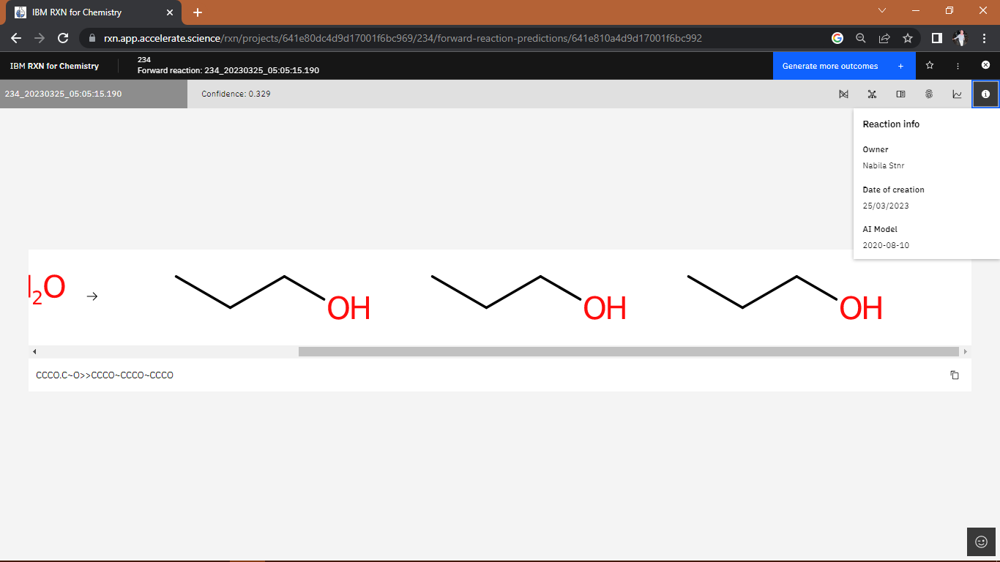 IBM RXN for Chemistry
rxn.app.accelerate.science/rxn/projects/641e80dc4d9d17001f6bc969/234/forward-reaction-predictions/641e810a4d9d17001f6bc992
IBM RXN for Chemistry
234
Forward reaction: 234_20230325_05:05:15.190
Generate more outcomes +
234_20230325_05:05:15.190
Confidence: 0.329
Reaction info
Owner
Nabila Stnr
Date of creation
25/03/2023
AI Model
2020-08-10
₂O → OH OH OH
CCCO.C~O>>CCCO~CCCO~CCCO